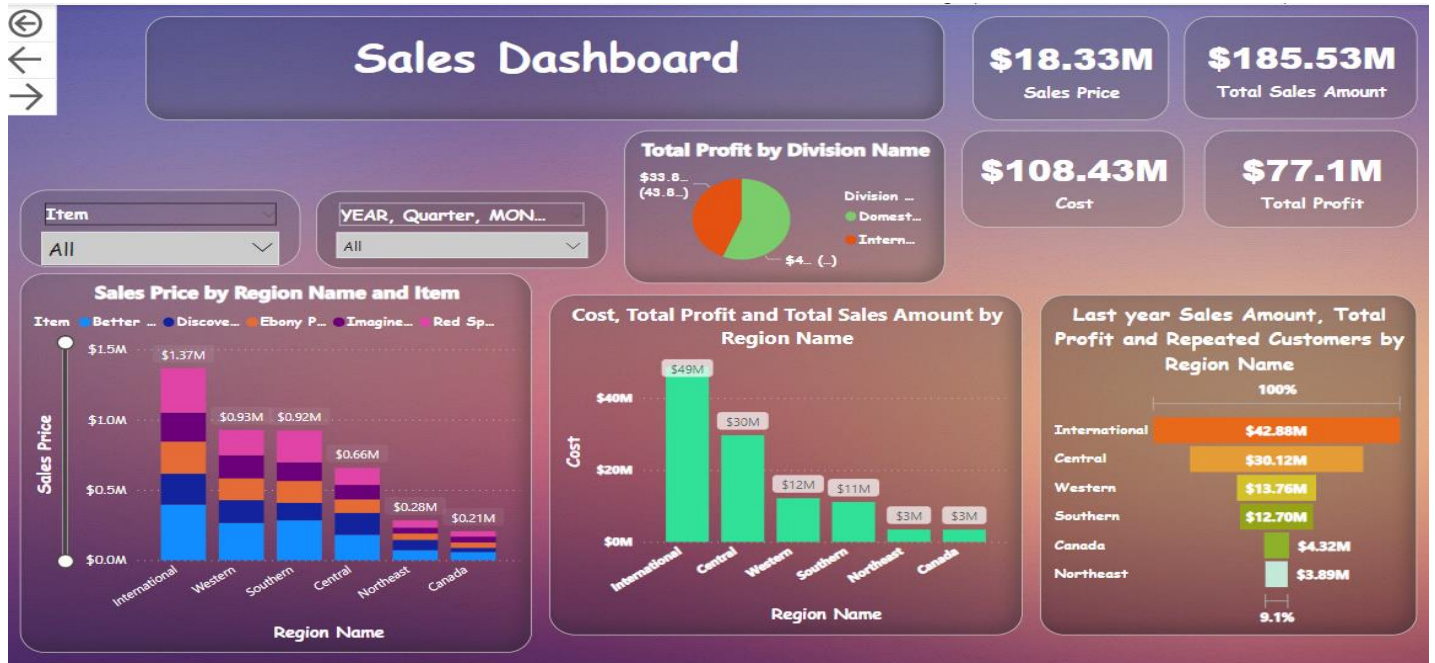 Sales Dashboard
$18.33M
Sales Price
$185.53M
Total Sales Amount
$108.43M
Cost
$77.1M
Total Profit
Total Profit by Division Name
$33.8...
(43.8...)
Division ...
Domest...
Intern...
$4... (...)
Item
All
YEAR, Quarter, MON...
All
Sales Price by Region Name and Item
Item Better ... Discove... Ebony P... Imagine... Red Sp...
Sales Price
$1.5M
$1.0M
$0.5M
$0.0M
$1.37M
$0.93M
$0.92M
$0.66M
$0.28M
$0.21M
International
Western
Southern
Central
Northeast
Canada
Region Name
Cost, Total Profit and Total Sales Amount by
Region Name
Cost
$40M
$20M
$0M
$49M
$30M
$12M
$11M
$3M
$3M
International
Central
Western
Southern
Northeast
Canada
Region Name
Last year Sales Amount, Total
Profit and Repeated Customers by
Region Name
100%
International $42.88M
Central $30.12M
Western $13.76M
Southern $12.70M
Canada $4.32M
Northeast $3.89M
9.1%